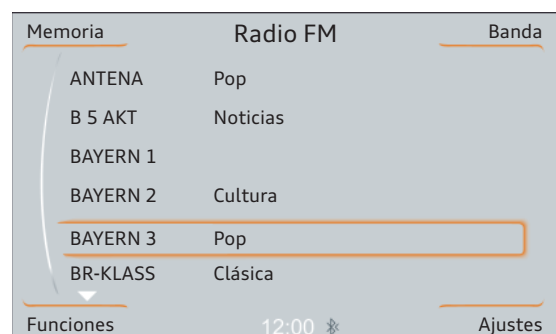 Memoria Radio FM Banda
ANTENA Pop
B 5 AKT Noticias
BAYERN 1
BAYERN 2 Cultura
BAYERN 3 Pop
BR-KLASS Clásica
Funciones 12:00 Ajustes